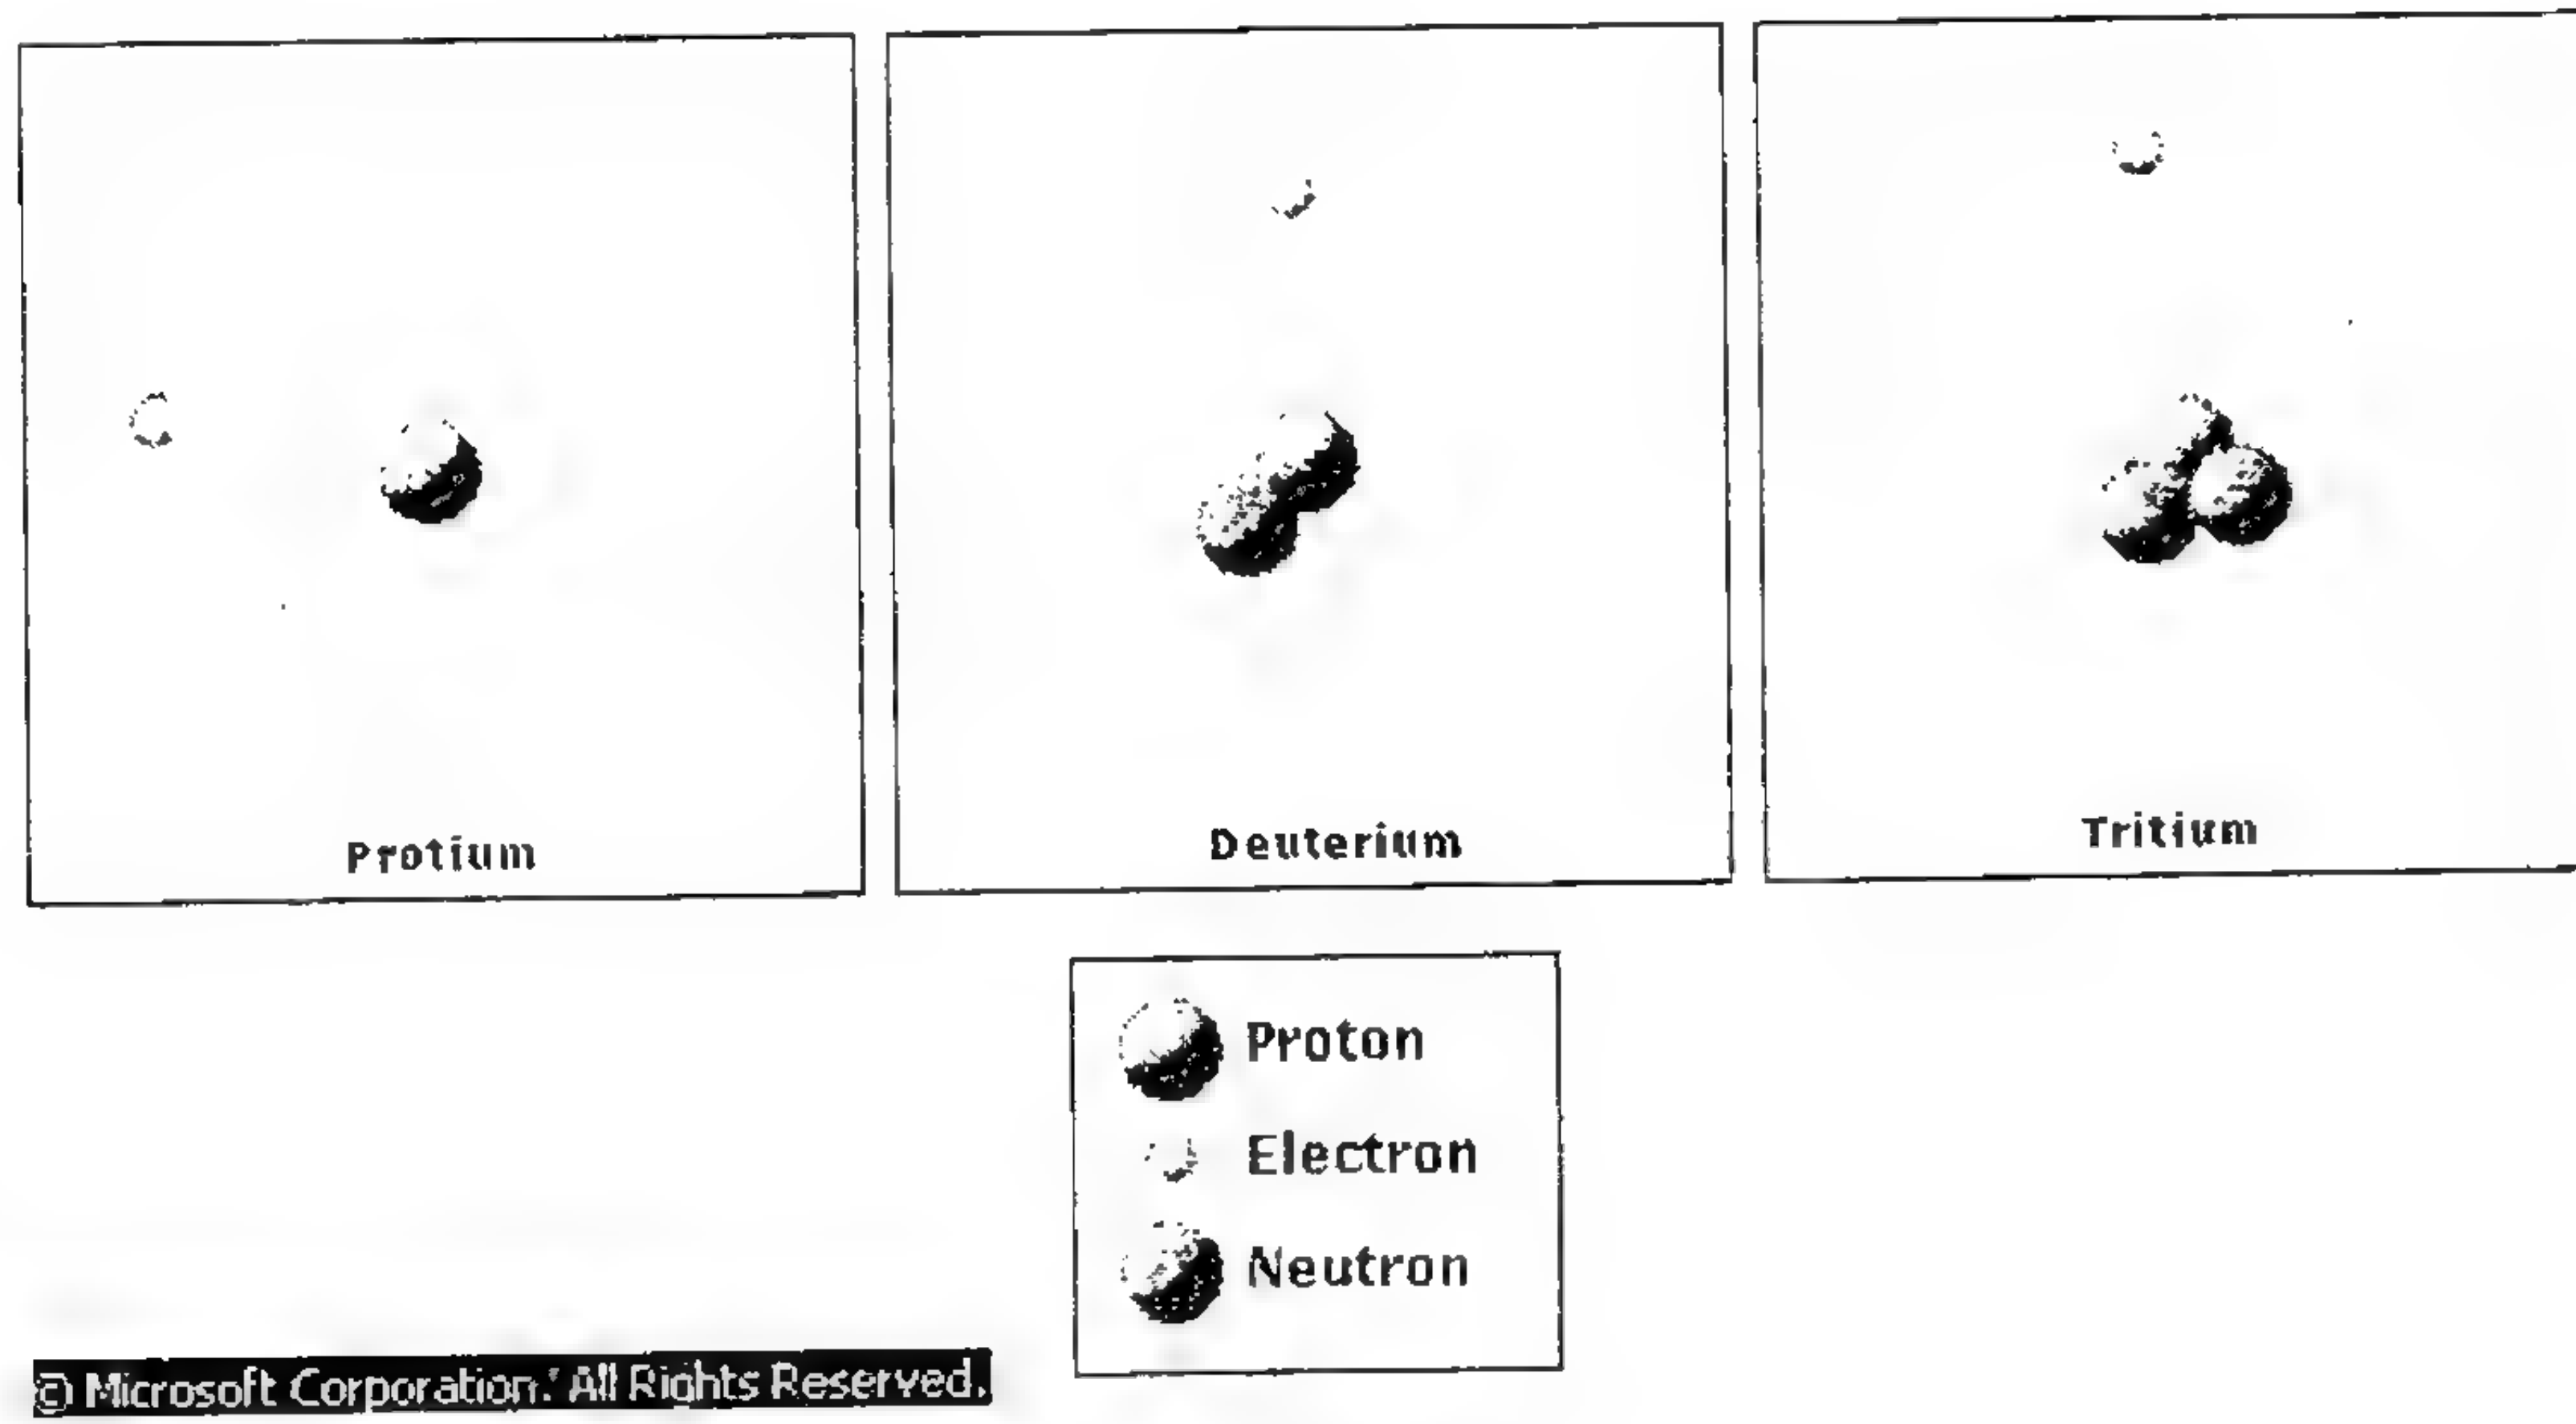 Protium
Deuterium
Tritium
Proton
Electron
Neutron
© Microsoft Corporation. All Rights Reserved.